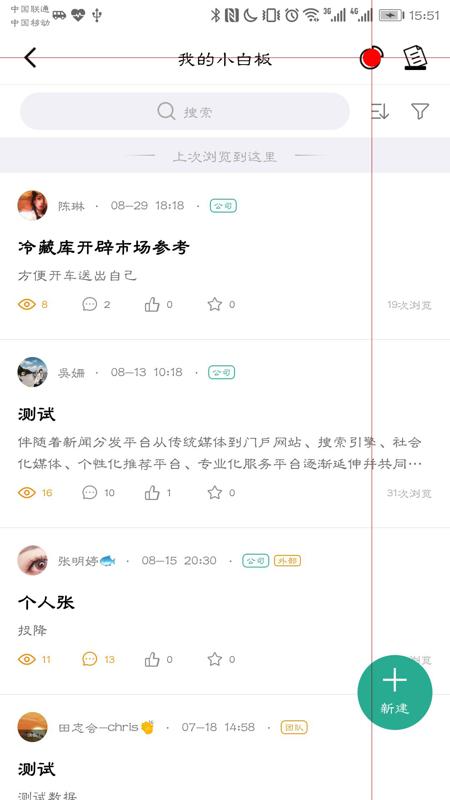 中国联通
中国移动
3G 4G 15:51
我的小白板
搜索
上次浏览到这里
陈琳 · 08-29 18:18 · 公司
冷藏库开辟市场参考
方便开车送出自己
8 2 0 0 19次浏览
吴姗 · 08-13 10:18 · 公司
测试
伴随着新闻分发平台从传统媒体到门户网站、搜索引擎、社会
化媒体、个性化推荐平台、专业化服务平台逐渐延伸并共同…
16 10 1 0 31次浏览
张明婷 · 08-15 20:30 · 公司 外部
个人张
投降
11 13 0 0 浏览
新建
田志会-chris · 07-18 14:58 · 团队
测试
测试数据